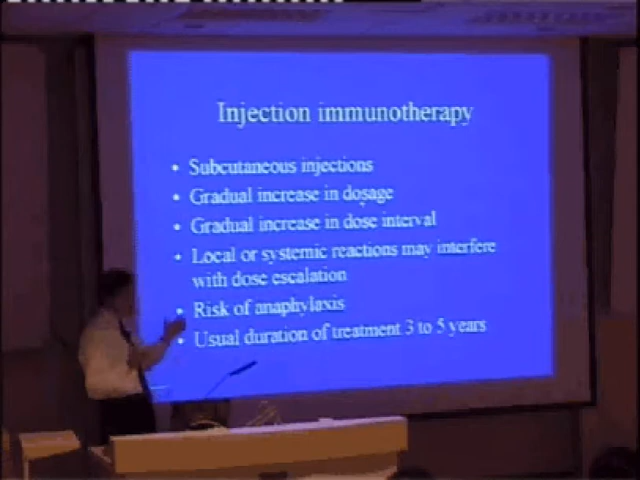 Injection immunotherapy
• Subcutaneous injections
• Gradual increase in dosage
• Gradual increase in dose interval
• Local or systemic reactions may interfere
with dose escalation
• Risk of anaphylaxis
• Usual duration of treatment 3 to 5 years